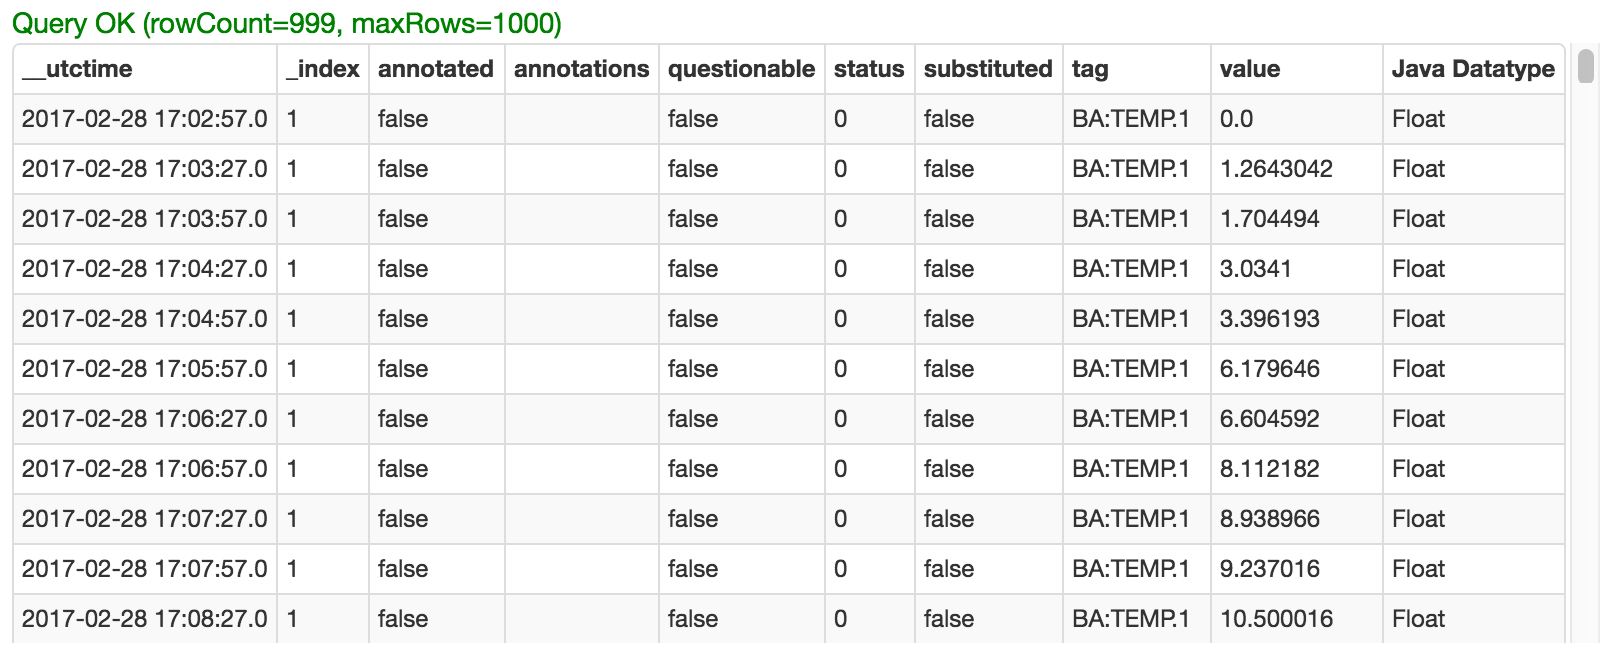 Query OK (rowCount=999, maxRows=1000)
__utctime _index annotated annotations questionable status substituted tag value Java Datatype
2017-02-28 17:02:57.0 1 false false 0 false BA:TEMP.1 0.0 Float
2017-02-28 17:03:27.0 1 false false 0 false BA:TEMP.1 1.2643042 Float
2017-02-28 17:03:57.0 1 false false 0 false BA:TEMP.1 1.704494 Float
2017-02-28 17:04:27.0 1 false false 0 false BA:TEMP.1 3.0341 Float
2017-02-28 17:04:57.0 1 false false 0 false BA:TEMP.1 3.396193 Float
2017-02-28 17:05:57.0 1 false false 0 false BA:TEMP.1 6.179646 Float
2017-02-28 17:06:27.0 1 false false 0 false BA:TEMP.1 6.604592 Float
2017-02-28 17:06:57.0 1 false false 0 false BA:TEMP.1 8.112182 Float
2017-02-28 17:07:27.0 1 false false 0 false BA:TEMP.1 8.938966 Float
2017-02-28 17:07:57.0 1 false false 0 false BA:TEMP.1 9.237016 Float
2017-02-28 17:08:27.0 1 false false 0 false BA:TEMP.1 10.500016 Float